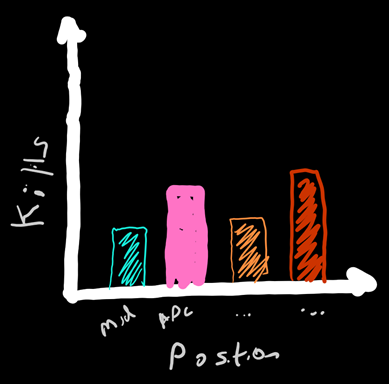 Kills
Mid ADC ... ...
Position